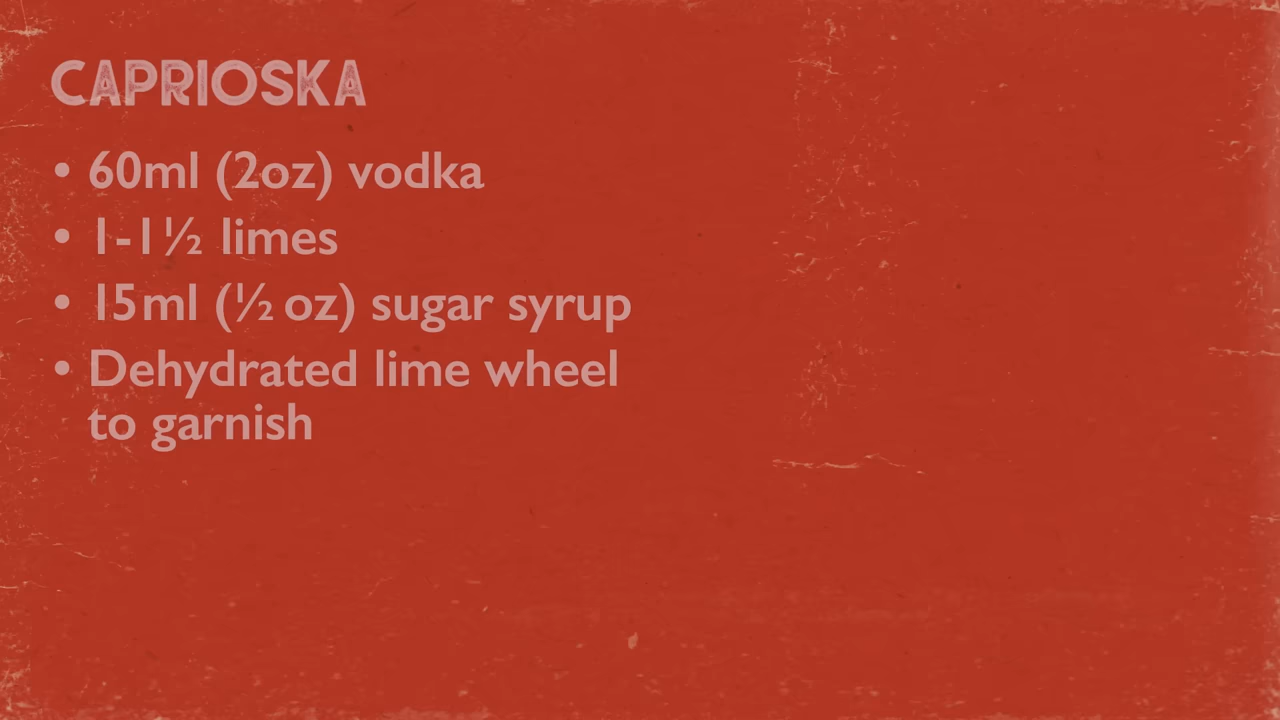 CAPRIOSKA
• 60ml (2oz) vodka
• 1-1½ limes
• 15ml (½ oz) sugar syrup
• Dehydrated lime wheel
to garnish